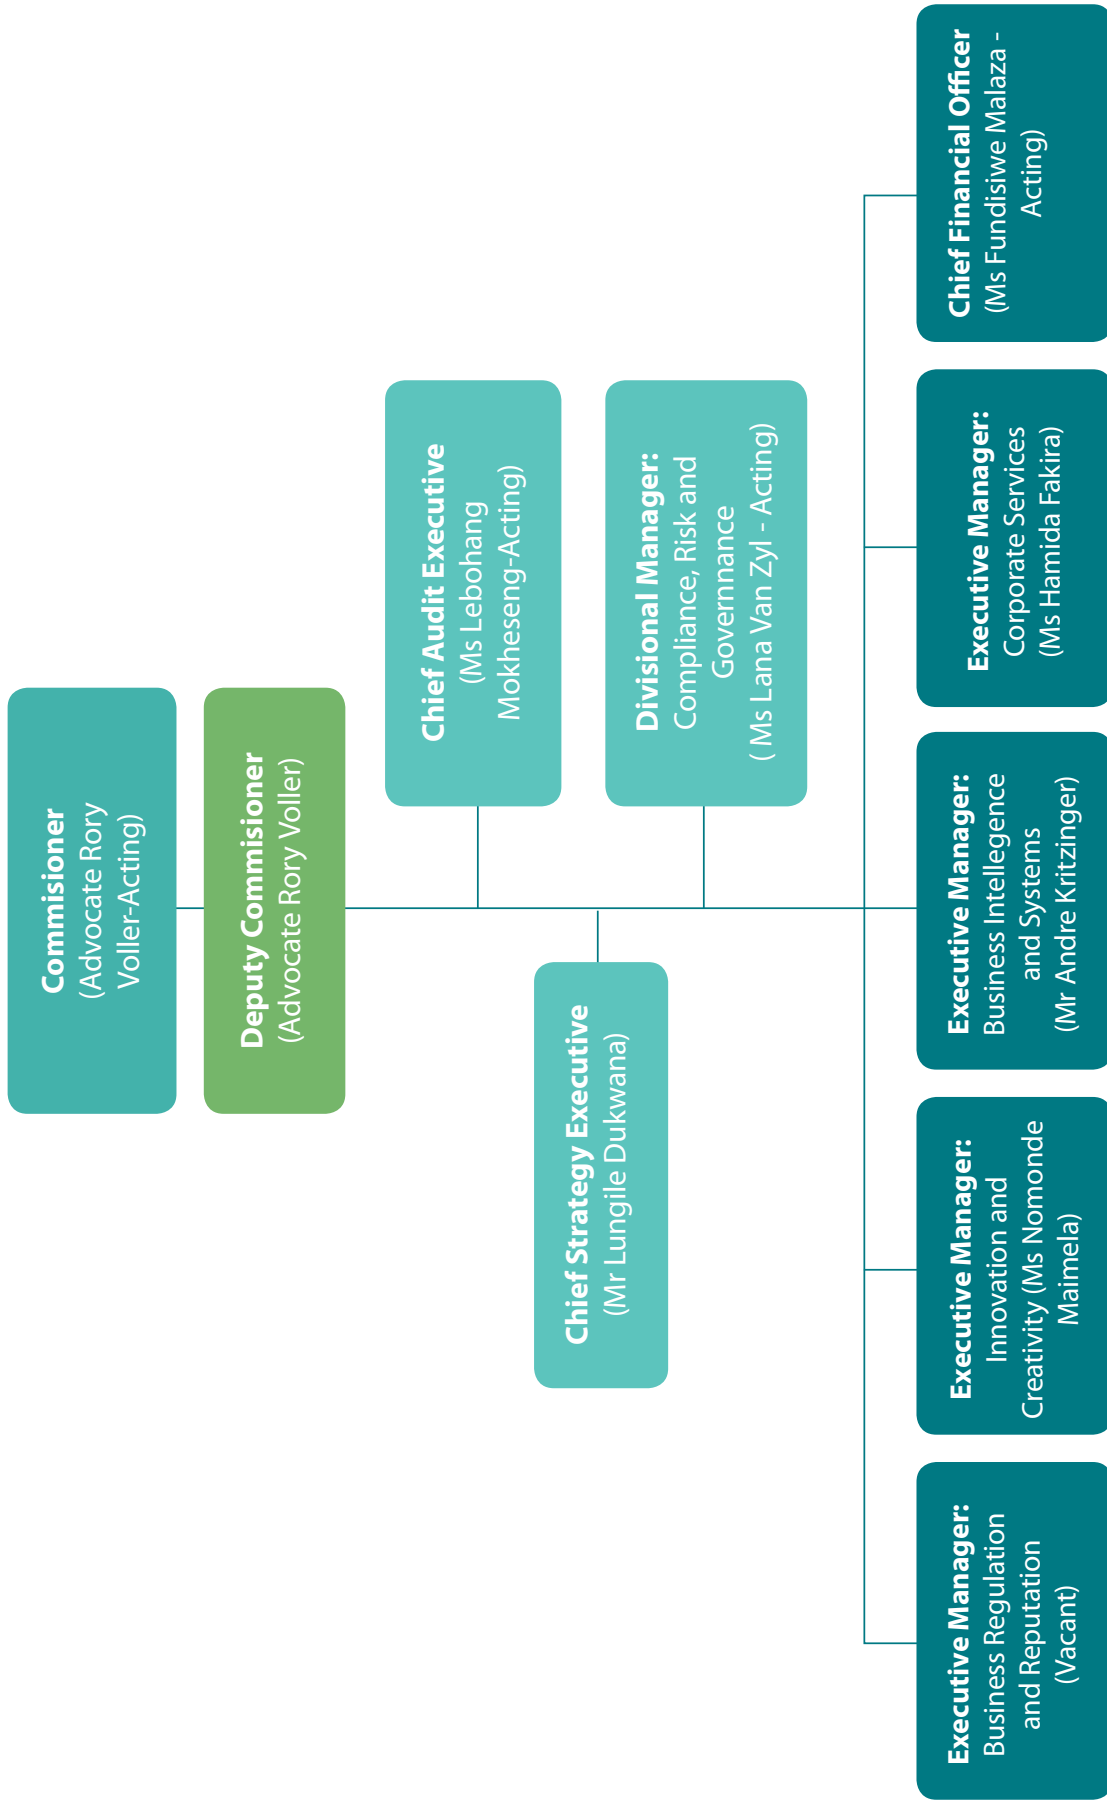 Commisioner
(Advocate Rory
Voller-Acting)
Deputy Commisioner
(Advocate Rory Voller)
Chief Audit Executive
(Ms Lebohang
Mokheseng-Acting)
Chief Strategy Executive
(Mr Lungile Dukwana)
Divisional Manager:
Compliance, Risk and
Governnance
( Ms Lana Van Zyl - Acting)
Executive Manager:
Business Regulation
and Reputation
(Vacant)
Executive Manager:
Innovation and
Creativity (Ms Nomonde
Maimela)
Executive Manager:
Business Intellegence
and Systems
(Mr Andre Kritzinger)
Executive Manager:
Corporate Services
(Ms Hamida Fakira)
Chief Financial Officer
(Ms Fundisiwe Malaza -
Acting)